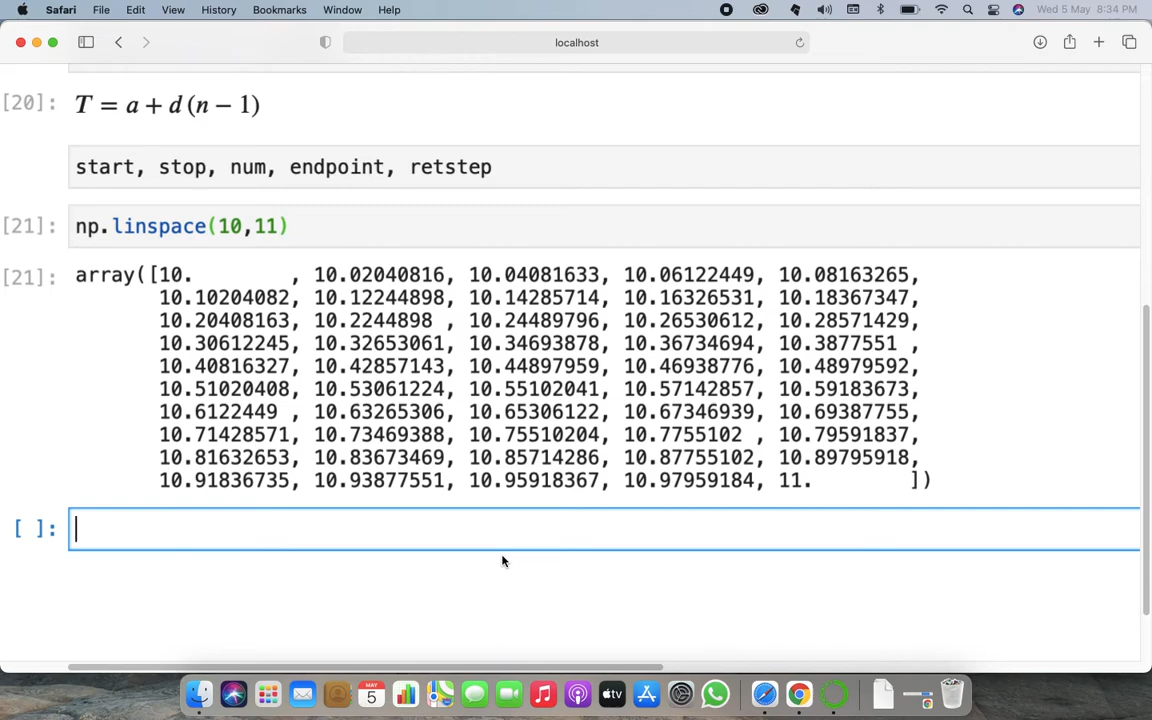 Safari File Edit View History Bookmarks Window Help Wed 5 May 8:34 PM
localhost
[20]: T = a + d (n − 1)
start, stop, num, endpoint, retstep
[21]: np.linspace(10,11)
[21]: array([10.        , 10.02040816, 10.04081633, 10.06122449, 10.08163265,
10.10204082, 10.12244898, 10.14285714, 10.16326531, 10.18367347,
10.20408163, 10.2244898 , 10.24489796, 10.26530612, 10.28571429,
10.30612245, 10.32653061, 10.34693878, 10.36734694, 10.3877551 ,
10.40816327, 10.42857143, 10.44897959, 10.46938776, 10.48979592,
10.51020408, 10.53061224, 10.55102041, 10.57142857, 10.59183673,
10.6122449 , 10.63265306, 10.65306122, 10.67346939, 10.69387755,
10.71428571, 10.73469388, 10.75510204, 10.7755102 , 10.79591837,
10.81632653, 10.83673469, 10.85714286, 10.87755102, 10.89795918,
10.91836735, 10.93877551, 10.95918367, 10.97959184, 11.        ])
[ ]:
MAY
5
tv